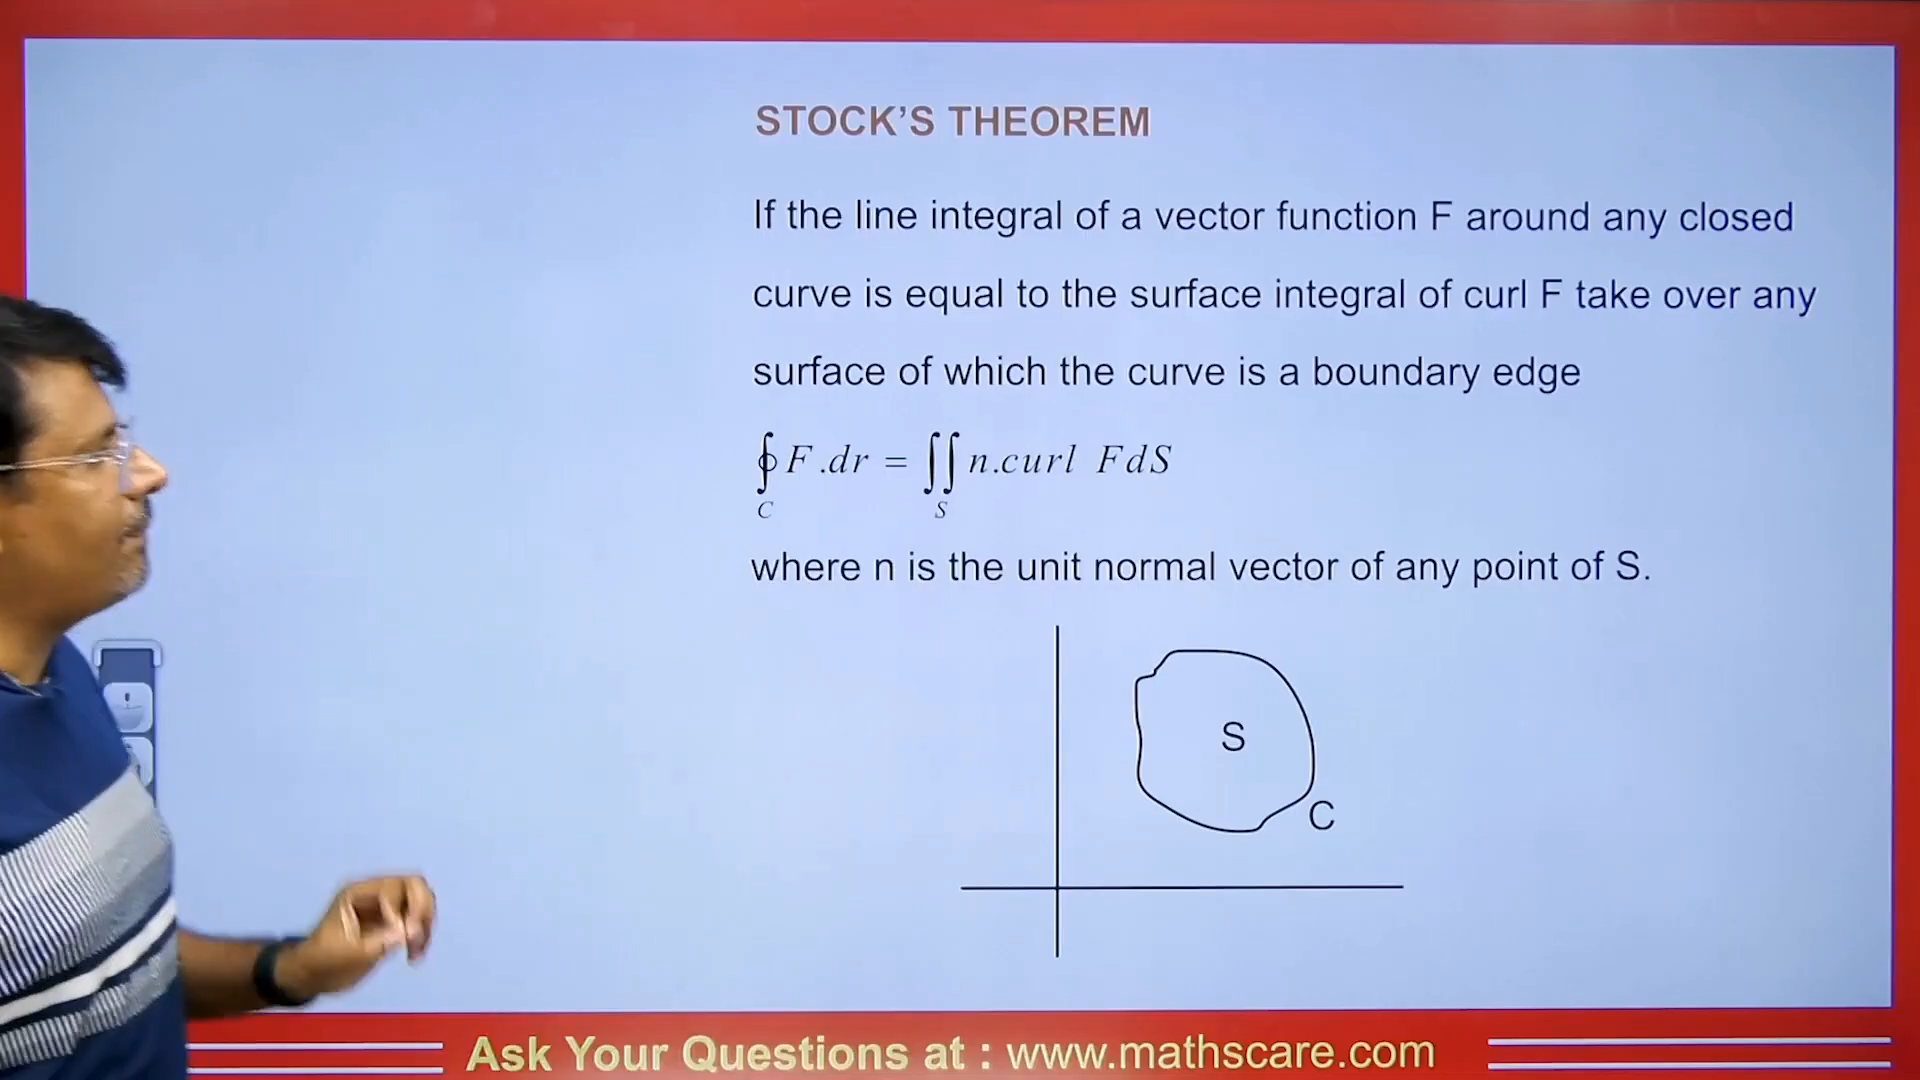 STOCK’S THEOREM
If the line integral of a vector function F around any closed
curve is equal to the surface integral of curl F take over any
surface of which the curve is a boundary edge
∮_C F.dr = ∬_S n.curl FdS
where n is the unit normal vector of any point of S.
S
C
Ask Your Questions at : www.mathscare.com